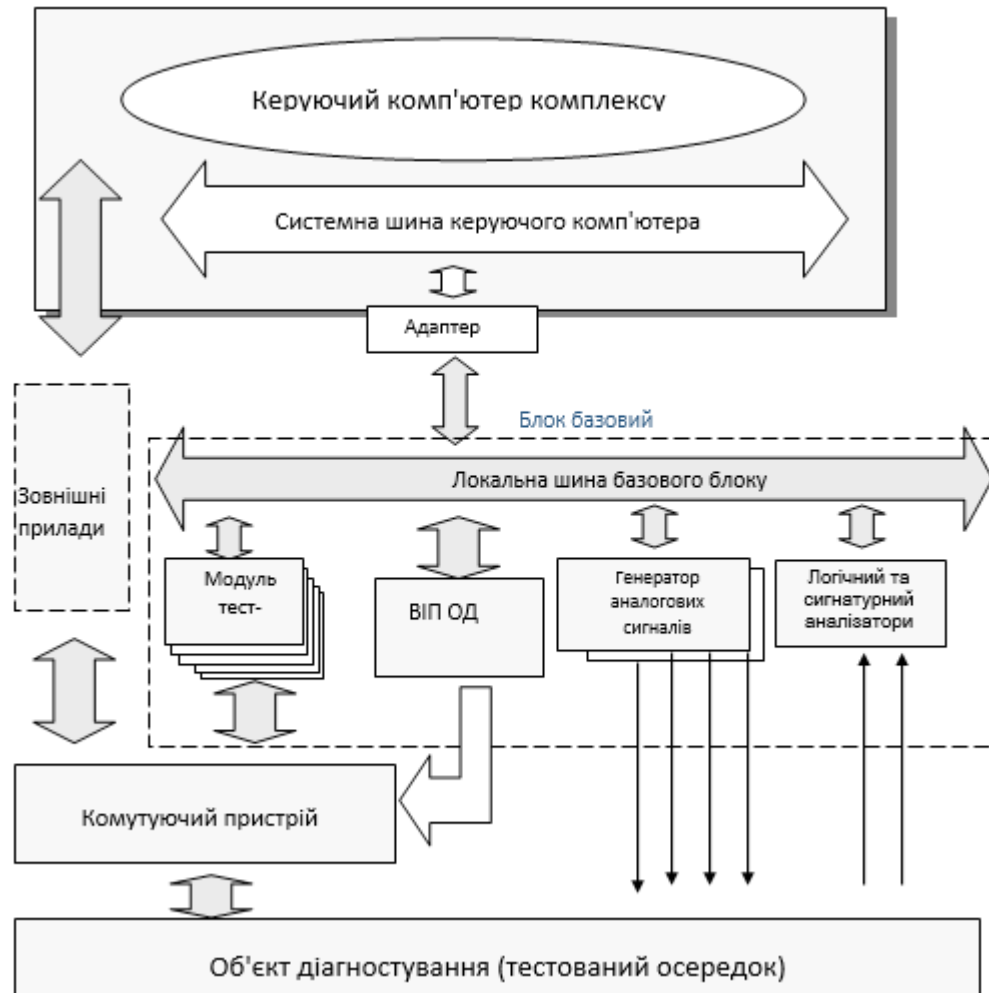 Керуючий комп'ютер комплексу
Системна шина керуючого комп'ютера
Адаптер
Блок базовий
Локальна шина базового блоку
Зовнішні
прилади
Модуль
тест-
ВІП ОД
Генератор
аналогових
сигналів
Логічний та
сигнатурний
аналізатори
Комутуючий пристрій
Об'єкт діагностування (тестований осередок)